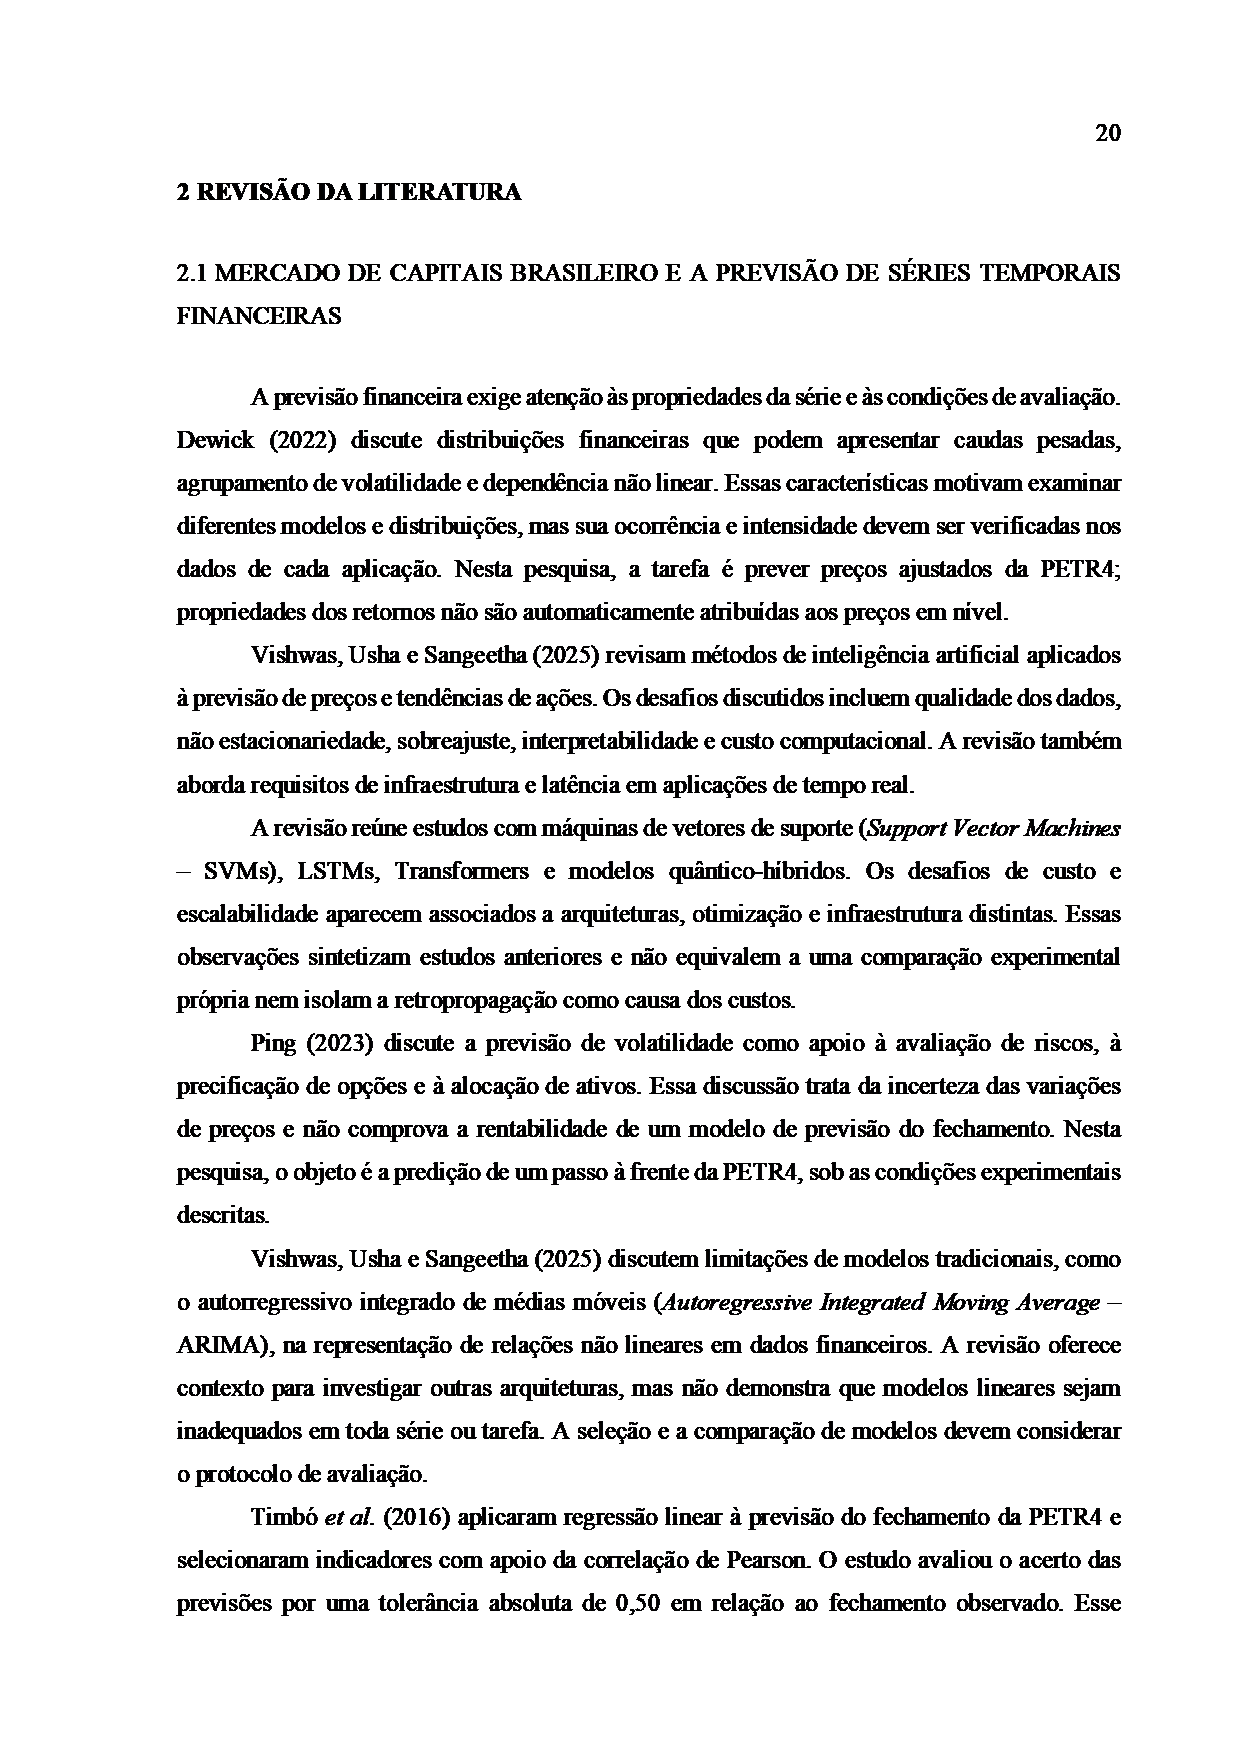 20
2 REVISÃO DA LITERATURA
2.1 MERCADO DE CAPITAIS BRASILEIRO E A PREVISÃO DE SÉRIES TEMPORAIS
FINANCEIRAS
A previsão financeira exige atenção às propriedades da série e às condições de avaliação.
Dewick (2022) discute distribuições financeiras que podem apresentar caudas pesadas,
agrupamento de volatilidade e dependência não linear. Essas características motivam examinar
diferentes modelos e distribuições, mas sua ocorrência e intensidade devem ser verificadas nos
dados de cada aplicação. Nesta pesquisa, a tarefa é prever preços ajustados da PETR4;
propriedades dos retornos não são automaticamente atribuídas aos preços em nível.
Vishwas, Usha e Sangeetha (2025) revisam métodos de inteligência artificial aplicados
à previsão de preços e tendências de ações. Os desafios discutidos incluem qualidade dos dados,
não estacionariedade, sobreajuste, interpretabilidade e custo computacional. A revisão também
aborda requisitos de infraestrutura e latência em aplicações de tempo real.
A revisão reúne estudos com máquinas de vetores de suporte (Support Vector Machines
– SVMs), LSTMs, Transformers e modelos quântico-híbridos. Os desafios de custo e
escalabilidade aparecem associados a arquiteturas, otimização e infraestrutura distintas. Essas
observações sintetizam estudos anteriores e não equivalem a uma comparação experimental
própria nem isolam a retropropagação como causa dos custos.
Ping (2023) discute a previsão de volatilidade como apoio à avaliação de riscos, à
precificação de opções e à alocação de ativos. Essa discussão trata da incerteza das variações
de preços e não comprova a rentabilidade de um modelo de previsão do fechamento. Nesta
pesquisa, o objeto é a predição de um passo à frente da PETR4, sob as condições experimentais
descritas.
Vishwas, Usha e Sangeetha (2025) discutem limitações de modelos tradicionais, como
o autorregressivo integrado de médias móveis (Autoregressive Integrated Moving Average –
ARIMA), na representação de relações não lineares em dados financeiros. A revisão oferece
contexto para investigar outras arquiteturas, mas não demonstra que modelos lineares sejam
inadequados em toda série ou tarefa. A seleção e a comparação de modelos devem considerar
o protocolo de avaliação.
Timbó et al. (2016) aplicaram regressão linear à previsão do fechamento da PETR4 e
selecionaram indicadores com apoio da correlação de Pearson. O estudo avaliou o acerto das
previsões por uma tolerância absoluta de 0,50 em relação ao fechamento observado. Esse